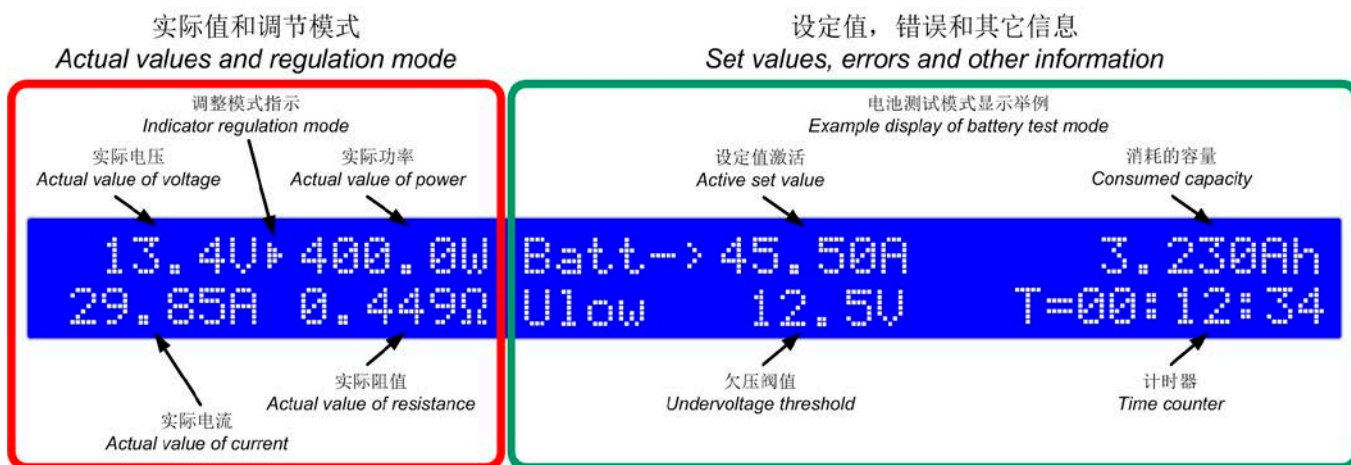 实际值和调节模式
Actual values and regulation mode
设定值，错误和其它信息
Set values, errors and other information
调整模式指示
Indicator regulation mode
实际电压
Actual value of voltage
实际功率
Actual value of power
电池测试模式显示举例
Example display of battery test mode
设定值激活
Active set value
消耗的容量
Consumed capacity
13.4V 400.0W Batt->45.50A 3.230Ah
29.85A 0.449Ω Ulow 12.5V T=00:12:34
实际电流
Actual value of current
实际阻值
Actual value of resistance
欠压阀值
Undervoltage threshold
计时器
Time counter